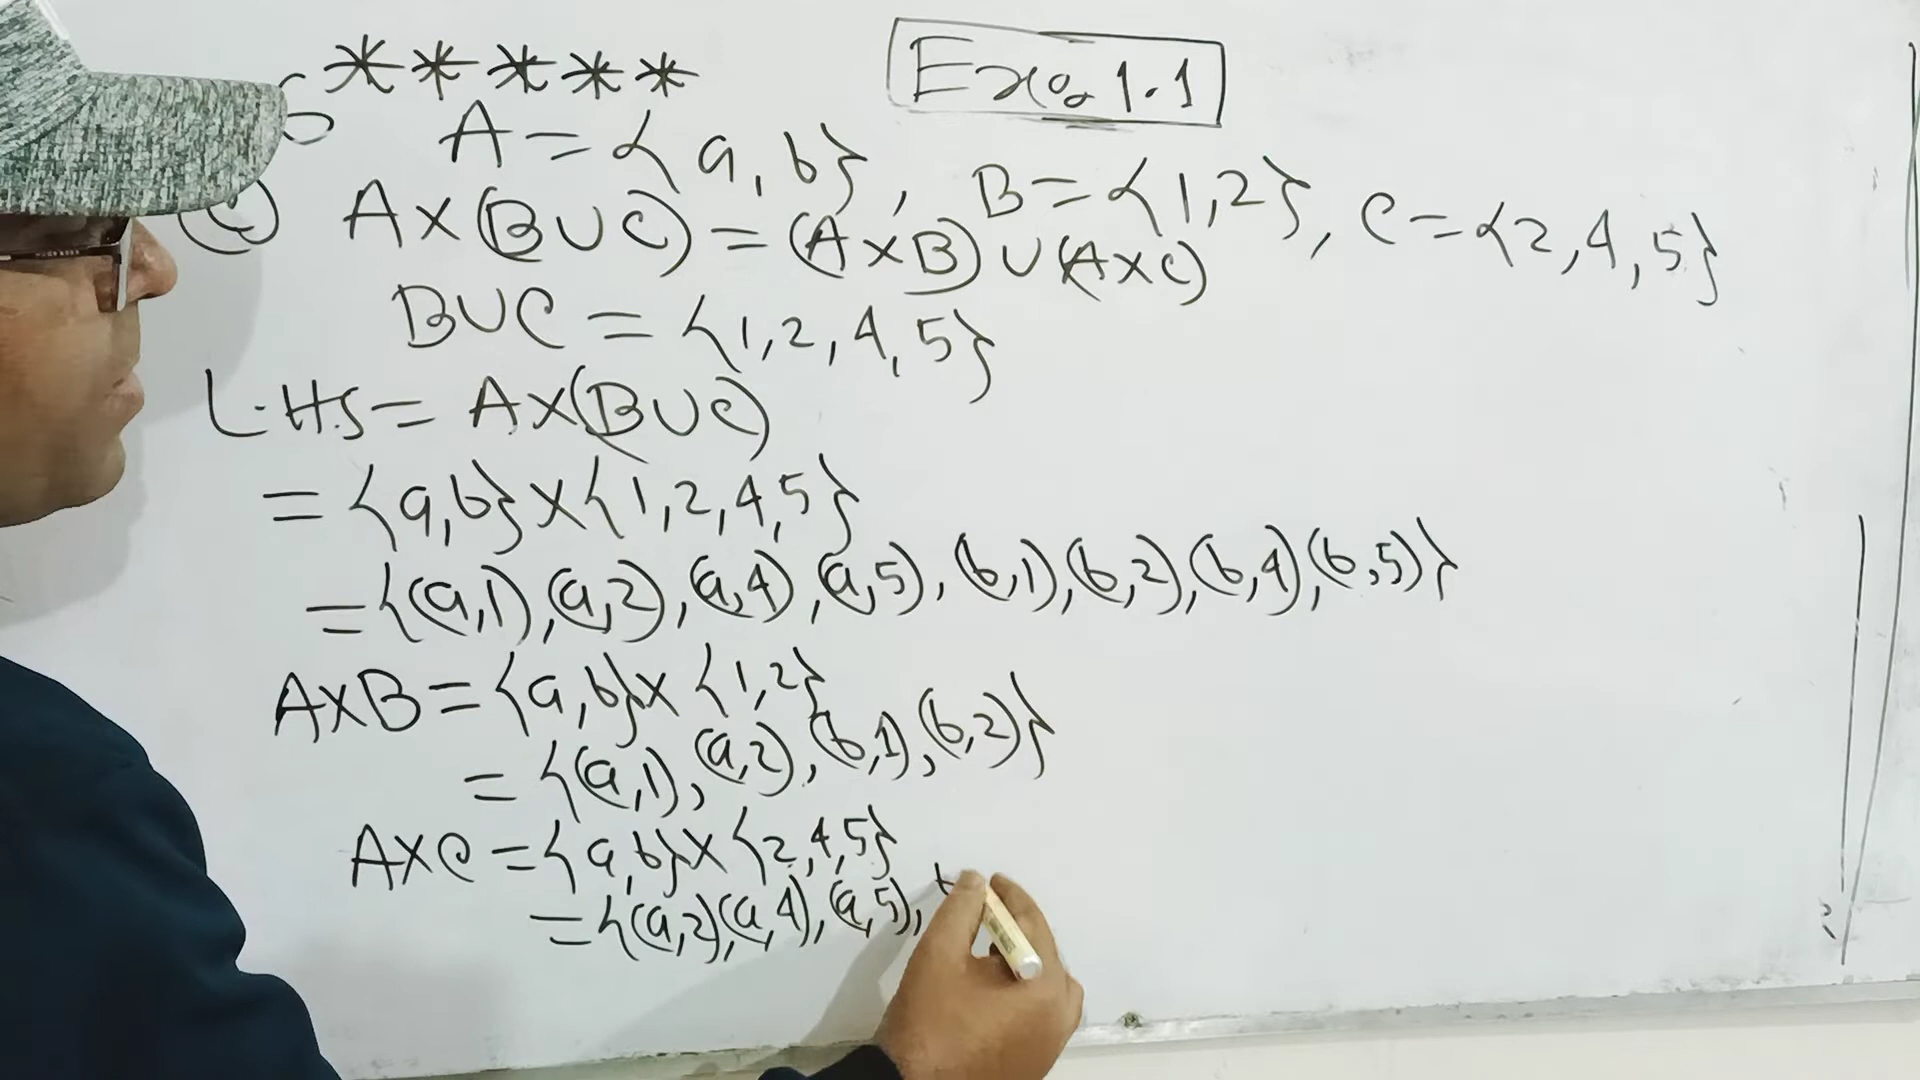 *****
Exo 1.1
A = {a, b}, B = {1,2}, C = {2,4,5}
A×(B∪C) = (A×B)∪(A×C)
B∪C = {1,2,4,5}
L.H.S = A×(B∪C)
= {a,b}×{1,2,4,5}
= {(a,1),(a,2),(a,4),(a,5),(b,1),(b,2),(b,4),(b,5)}
A×B = {a,b}×{1,2}
= {(a,1),(a,2),(b,1),(b,2)}
A×C = {a,b}×{2,4,5}
= {(a,2),(a,4),(a,5),